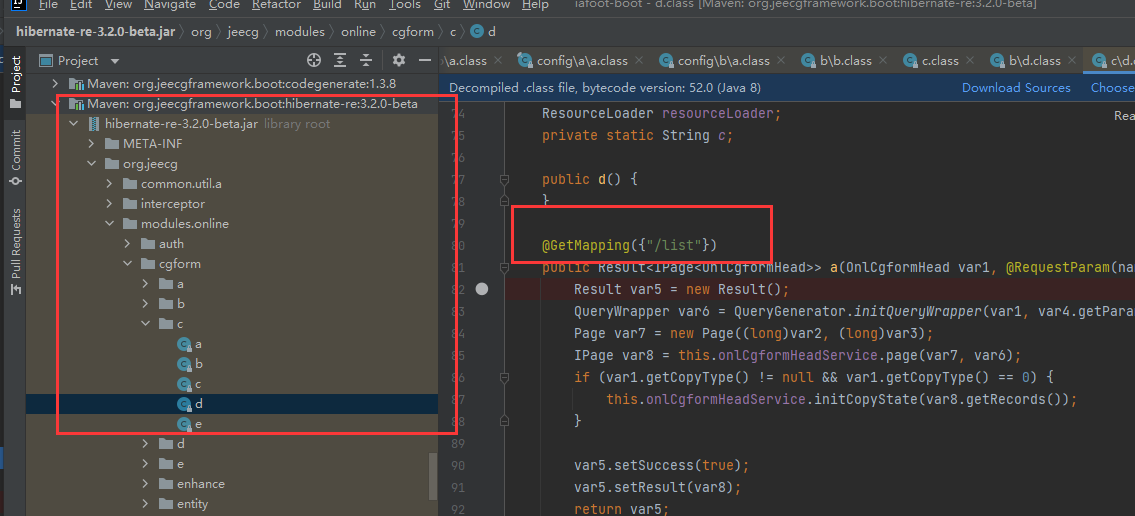 File Edit View Navigate Code Refactor Build Run Tools Git Window Help iafoot-boot - d.class [Maven: org.jeecgframework.boot:hibernate-re:3.2.0-beta]
hibernate-re-3.2.0-beta.jar org jeecg modules online cgform c d
Project
Commit
Pull Requests
Project
Maven: org.jeecgframework.boot:codegenerate:1.3.8
Maven: org.jeecgframework.boot:hibernate-re:3.2.0-beta
hibernate-re-3.2.0-beta.jar library root
META-INF
org.jeecg
common.util.a
interceptor
modules.online
auth
cgform
a
b
c
a
b
c
d
e
d
e
enhance
entity
\a.class config\a\a.class config\b\a.class b\b.class c.class b\d.class c\d.c
Decompiled .class file, bytecode version: 52.0 (Java 8) Download Sources Choose
Rea
74 ResourceLoader resourceLoader;
75 private static String c;
76
77 public d() {
78 }
79
80 @GetMapping({"/list"})
81 public Result<IPage<OnlCgformHead>> a(OnlCgformHead var1, @RequestParam(na
82 Result var5 = new Result();
83 QueryWrapper var6 = QueryGenerator.initQueryWrapper(var1, var4.getPara
84 Page var7 = new Page((long)var2, (long)var3);
85 IPage var8 = this.onlCgformHeadService.page(var7, var6);
86 if (var1.getCopyType() != null && var1.getCopyType() == 0) {
87 this.onlCgformHeadService.initCopyState(var8.getRecords());
88 }
89
90 var5.setSuccess(true);
91 var5.setResult(var8);
92 return var5;